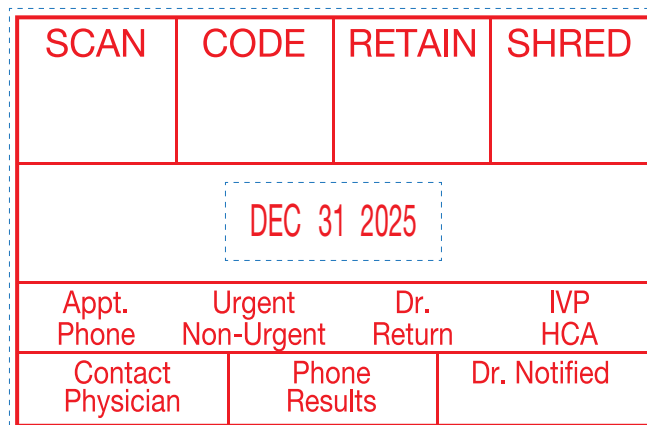 SCAN CODE RETAIN SHRED
DEC 31 2025
Appt. Urgent Dr. IVP
Phone Non-Urgent Return HCA
Contact Phone Dr. Notified
Physician Results